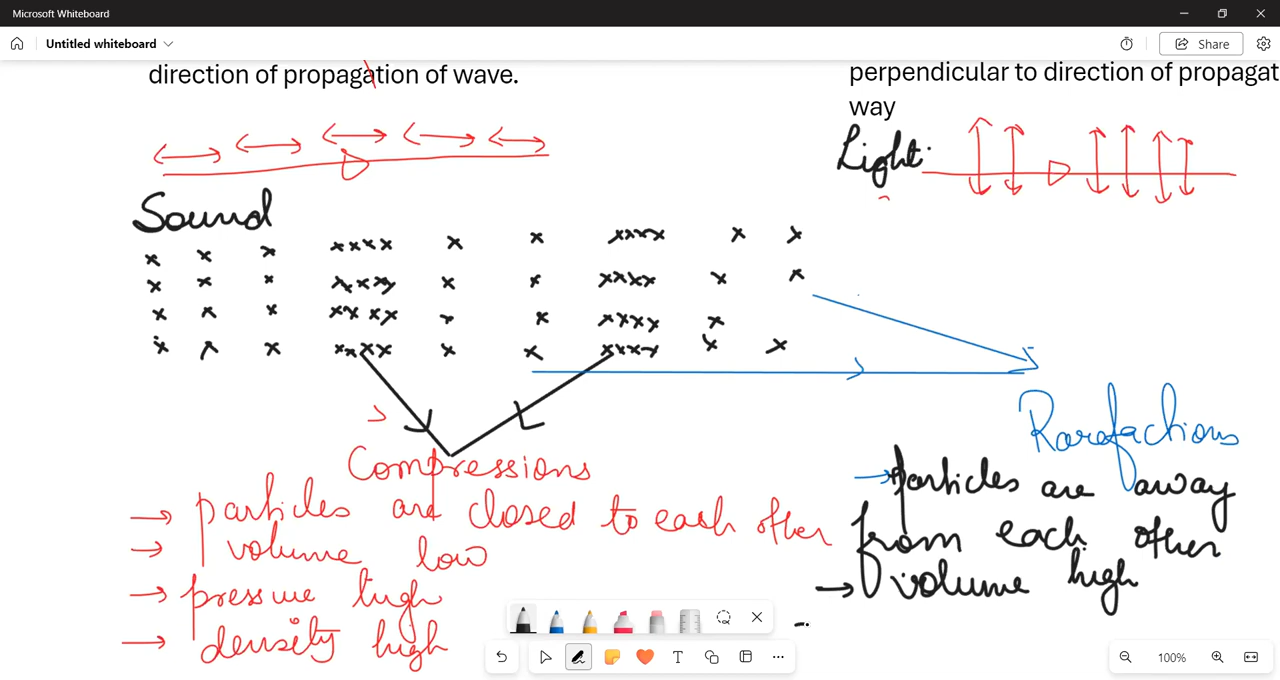 Microsoft Whiteboard
Untitled whiteboard
Share
direction of propagation of wave.
perpendicular to direction of propagat
way
Light
Sound
Rarefactions
→ particles are away
from each other
→ volume high
Compressions
→ particles are closed to each other
→ volume low
→ pressure high
→ density high
100%